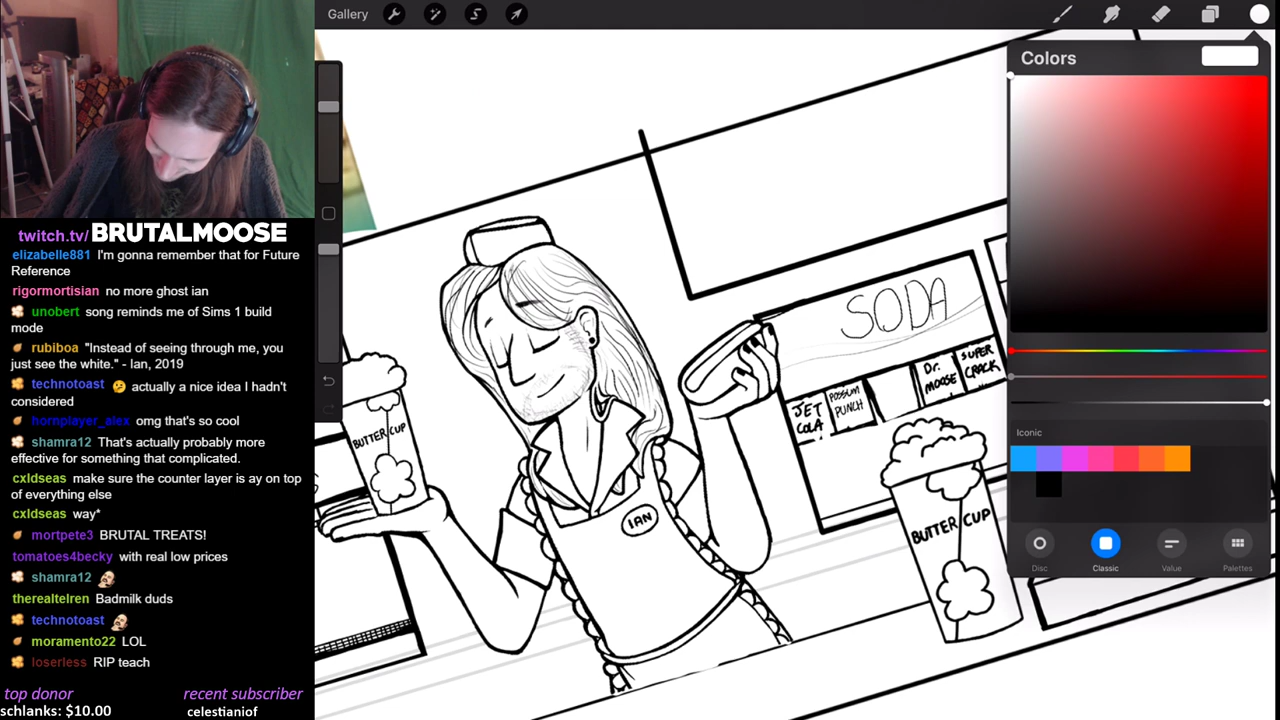 Gallery
Colors
twitch.tv/BRUTALMOOSE
elizabelle881 I'm gonna remember that for Future
Reference
rigormortisian no more ghost ian
unobert song reminds me of Sims 1 build
mode
rubiboa "Instead of seeing through me, you
just see the white." - Ian, 2019
technotoast actually a nice idea I hadn't
considered
hornplayer_alex omg that's so cool
shamra12 That's actually probably more
effective for something that complicated.
cxldseas make sure the counter layer is ay on top
of everything else
cxldseas way*
mortpete3 BRUTAL TREATS!
tomatoes4becky with real low prices
shamra12
therealtelren Badmilk duds
technotoast
moramento22 LOL
loserless RIP teach
top donor
schlanks: $10.00
recent subscriber
celestianiof
BUTTER CUP
IAN
SODA
JET
COLA
POSSUM
PUNCH
Dr.
MOOSE
SUPER
CRACK
BUTTER CUP
Iconic
Disc
Classic
Value
Palettes